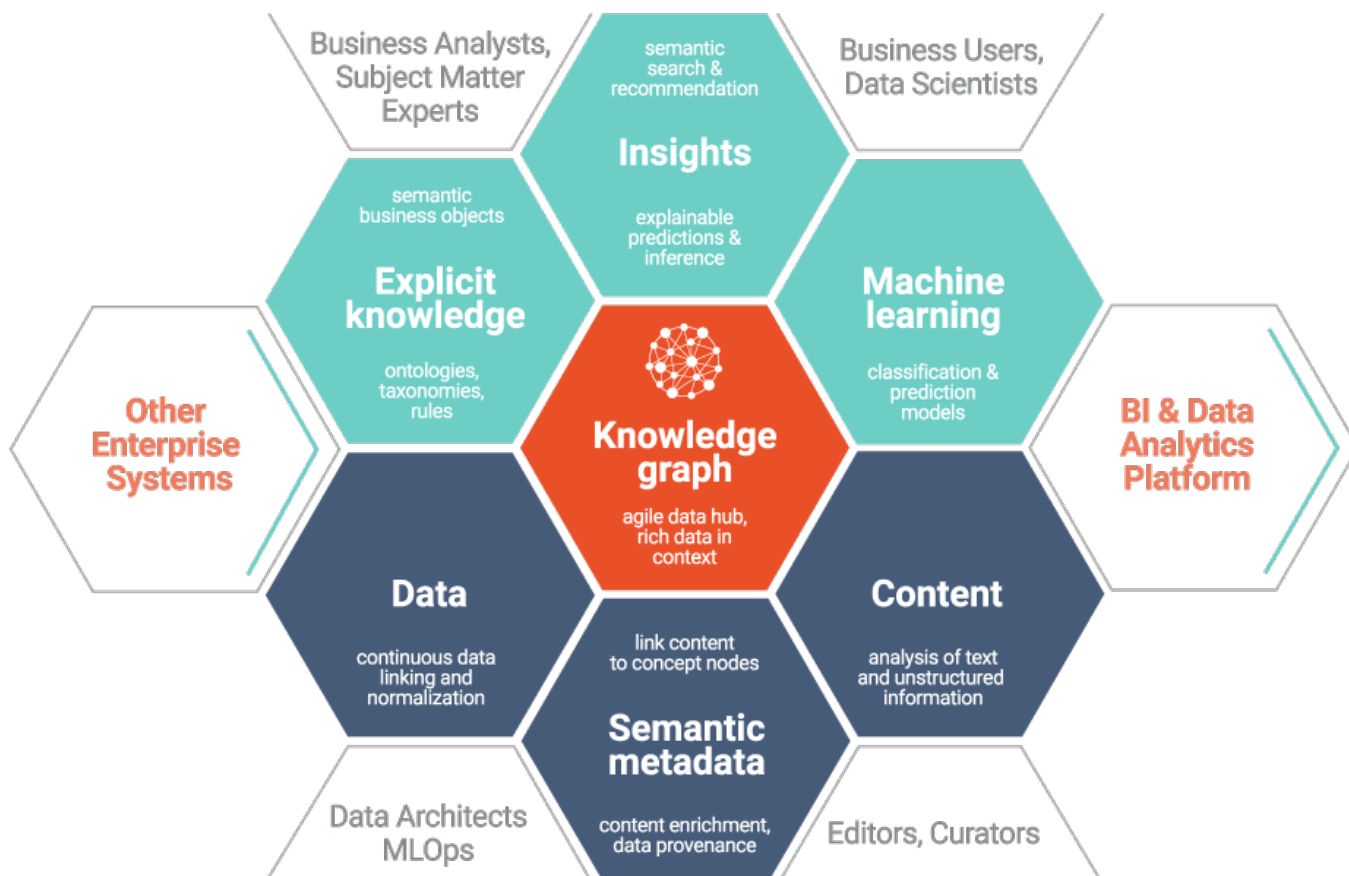 Business Analysts,
Subject Matter
Experts
semantic
search &
recommendation
Insights
explainable
predictions &
inference
Business Users,
Data Scientists
semantic
business objects
Explicit
knowledge
ontologies,
taxonomies,
rules
Machine
learning
classification &
prediction
models
Other
Enterprise
Systems
Knowledge
graph
agile data hub,
rich data in
context
BI & Data
Analytics
Platform
Data
continuous data
linking and
normalization
link content
to concept nodes
Semantic
metadata
content enrichment,
data provenance
Content
analysis of text
and unstructured
information
Data Architects
MLOps
Editors, Curators